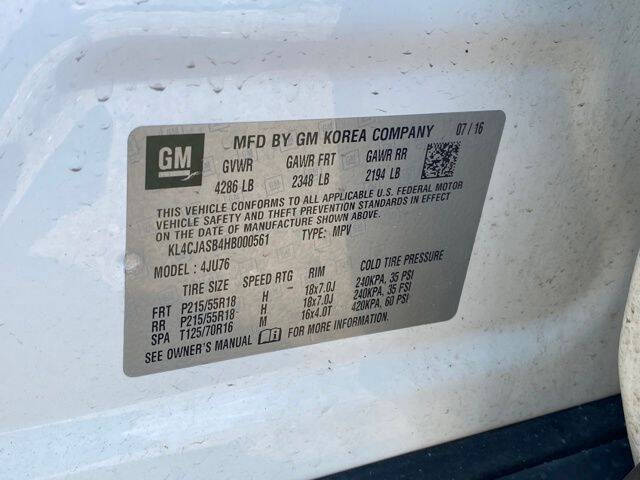 GM
MFD BY GM KOREA COMPANY 07/16
GVWR GAWR FRT GAWR RR
4286 LB 2348 LB 2194 LB
THIS VEHICLE CONFORMS TO ALL APPLICABLE U.S. FEDERAL MOTOR
VEHICLE SAFETY AND THEFT PREVENTION STANDARDS IN EFFECT
ON THE DATE OF MANUFACTURE SHOWN ABOVE.
KL4CJASB4HB000561 TYPE: MPV
MODEL: 4JU76
TIRE SIZE SPEED RTG RIM COLD TIRE PRESSURE
FRT P215/55R18 H 18x7.0J 240KPA, 35 PSI
RR P215/55R18 H 18x7.0J 240KPA, 35 PSI
SPA T125/70R16 M 16x4.0T 420KPA, 60 PSI
SEE OWNER'S MANUAL FOR MORE INFORMATION.